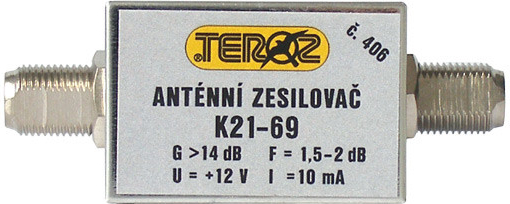 ®TEROZ
č. 406
ANTÉNNÍ ZESILOVAČ
K21-69
G >14 dB F = 1,5-2 dB
U = +12 V I =10 mA